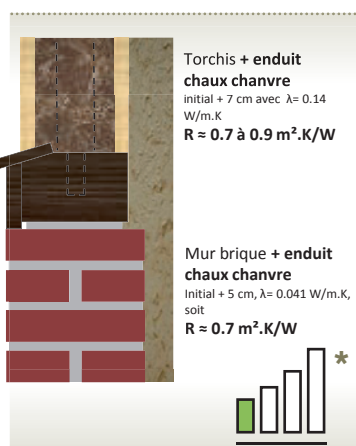 Torchis + enduit
chaux chanvre
initial + 7 cm avec λ= 0.14
W/m.K
R ≈ 0.7 à 0.9 m².K/W
Mur brique + enduit
chaux chanvre
Initial + 5 cm, λ= 0.041 W/m.K,
soit
R ≈ 0.7 m².K/W
*